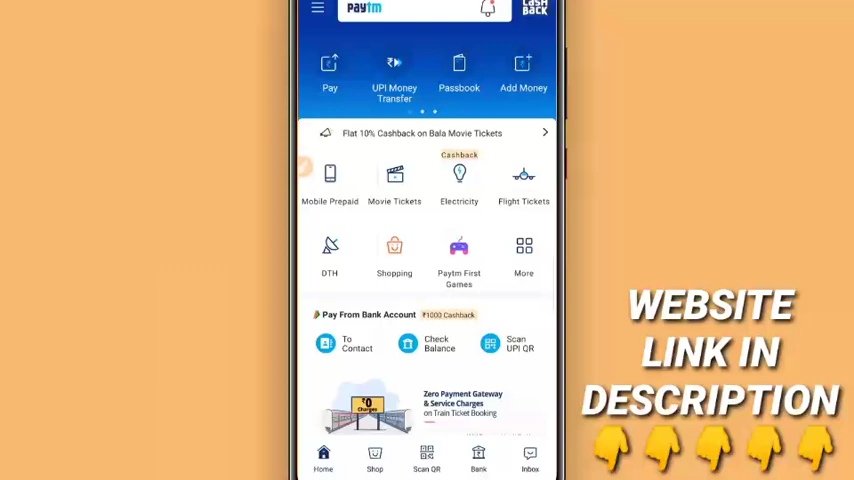 paytm
CASH
BACK
Pay
UPI Money
Transfer
Passbook
Add Money
Flat 10% Cashback on Bala Movie Tickets
Cashback
Mobile Prepaid
Movie Tickets
Electricity
Flight Tickets
DTH
Shopping
Paytm First
Games
More
Pay From Bank Account
₹1000 Cashback
To
Contact
Check
Balance
Scan
UPI QR
₹0
Charges
Zero Payment Gateway
& Service Charges
on Train Ticket Booking
Home
Shop
Scan QR
Bank
Inbox
WEBSITE
LINK IN
DESCRIPTION